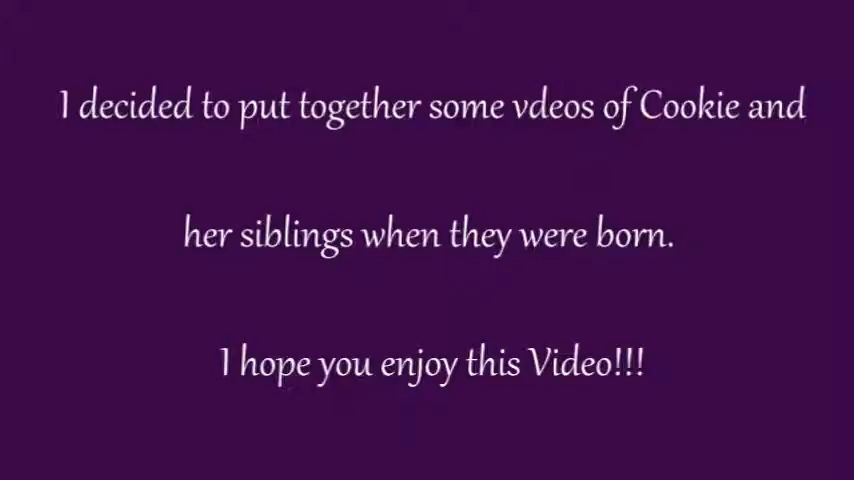 I decided to put together some vdeos of Cookie and
her siblings when they were born.
I hope you enjoy this Video!!!